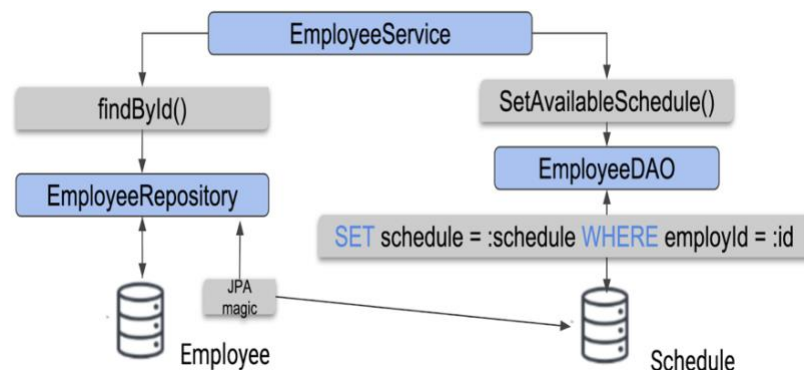 EmployeeService
findById()
SetAvailableSchedule()
EmployeeRepository
EmployeeDAO
SET schedule = :schedule WHERE employId = :id
JPA
magic
Employee
Schedule